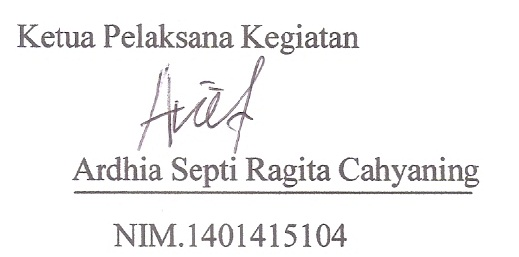 Ketua Pelaksana Kegiatan
Ardhia Septi Ragita Cahyaning
NIM.1401415104